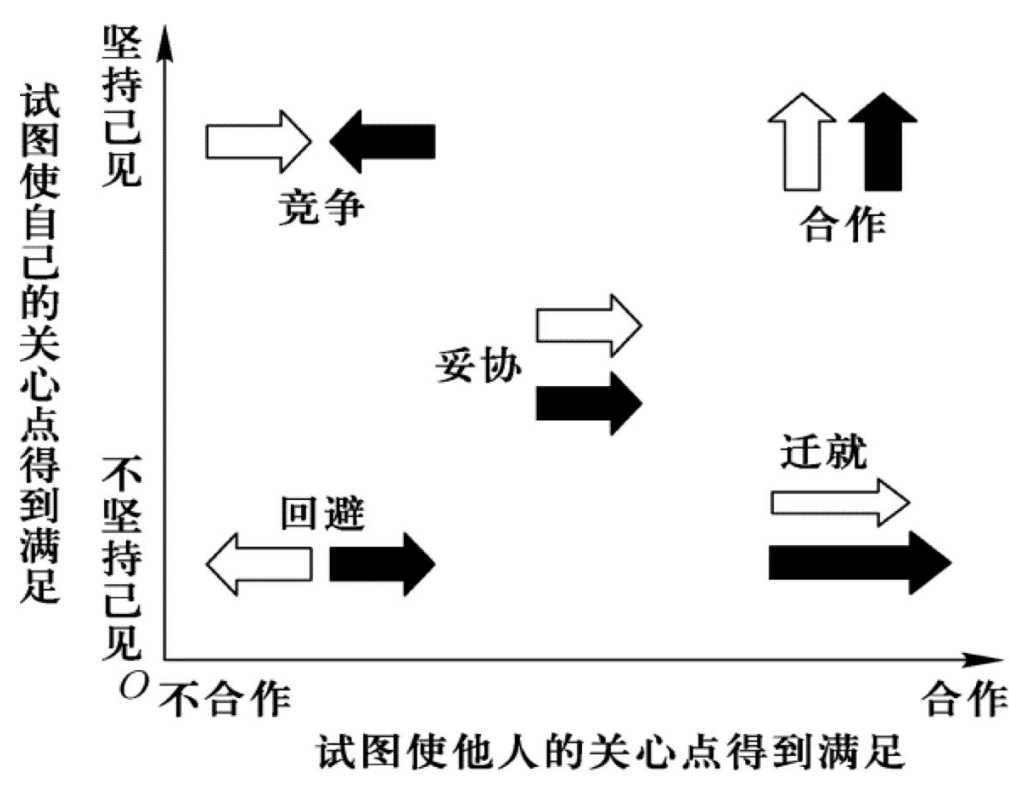 试图使自己的关心点得到满足
坚持己见
不坚持己见
竞争
合作
妥协
迁就
回避
O
不合作
合作
试图使他人的关心点得到满足